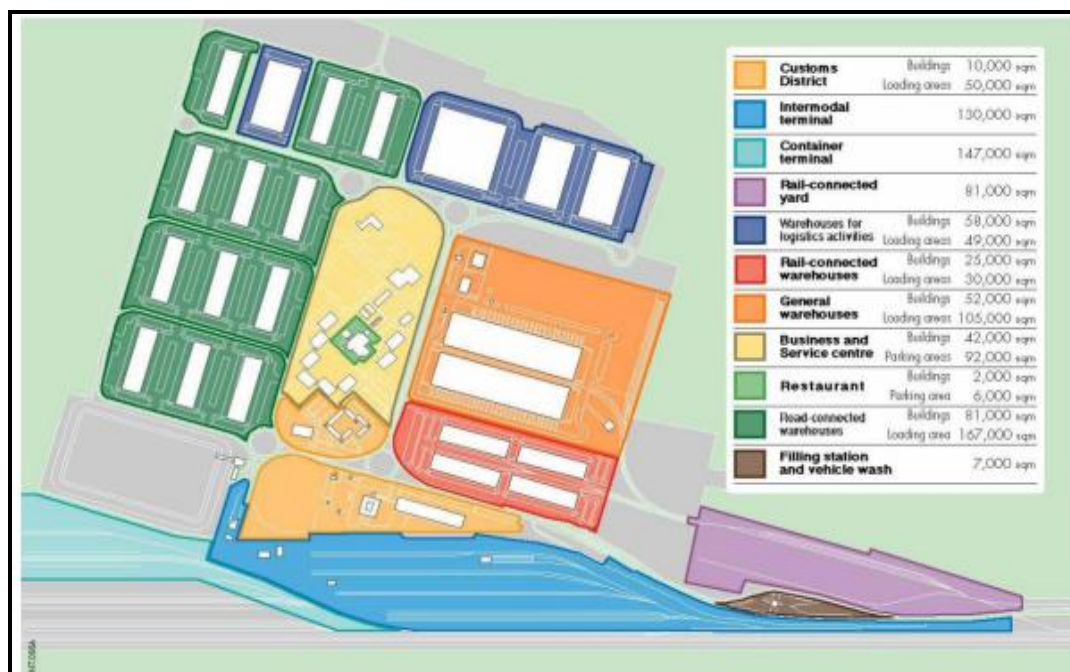 Customs Buildings 10,000 sqm
District Loading areas 50,000 sqm
Intermodal
terminal 130,000 sqm
Container
terminal 147,000 sqm
Rail-connected
yard 81,000 sqm
Warehouses for Buildings 58,000 sqm
logistics activities Loading areas 49,000 sqm
Rail-connected Buildings 25,000 sqm
warehouses Loading areas 30,000 sqm
General Buildings 52,000 sqm
warehouses Loading areas 105,000 sqm
Business and Buildings 42,000 sqm
Service centre Parking areas 92,000 sqm
Restaurant Buildings 2,000 sqm
Parking area 6,000 sqm
Road-connected Buildings 81,000 sqm
warehouses Loading area 167,000 sqm
Filling station
and vehicle wash 7,000 sqm